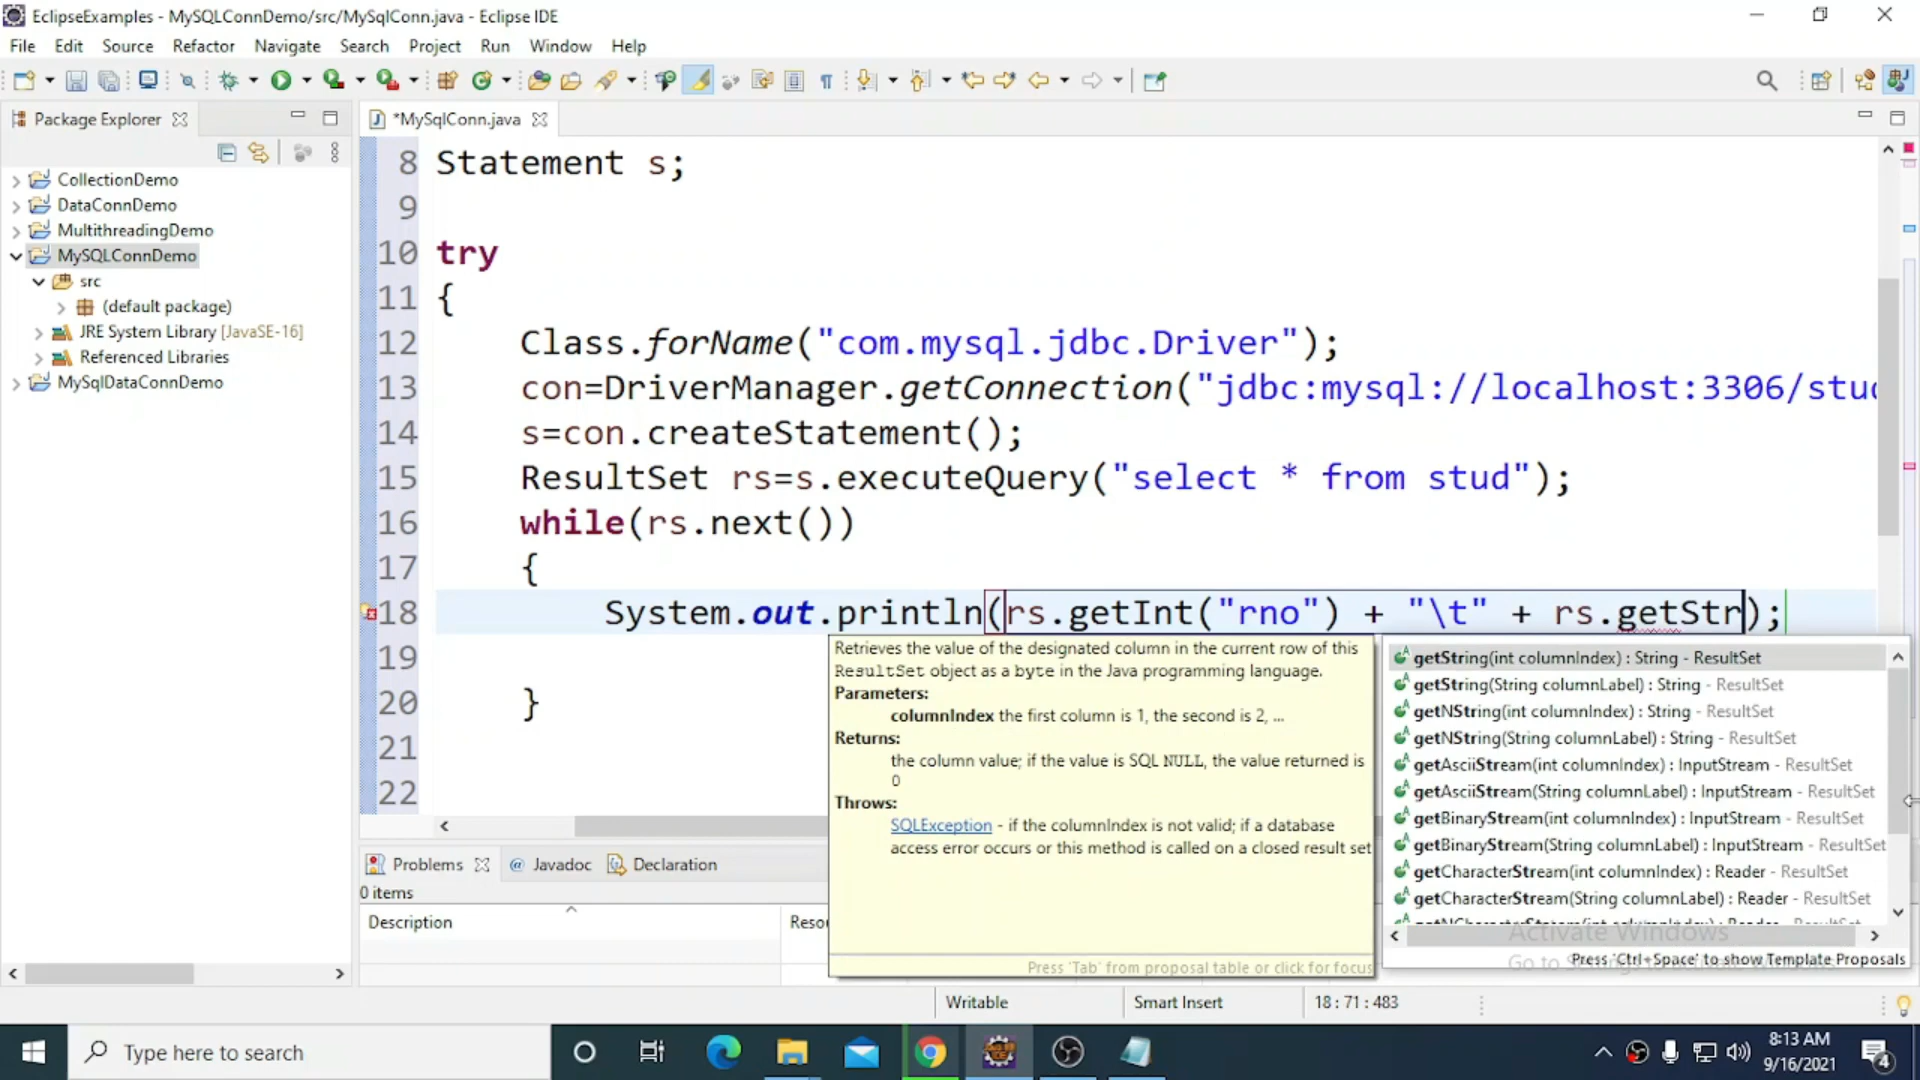 EclipseExamples - MySQLConnDemo/src/MySqlConn.java - Eclipse IDE
File Edit Source Refactor Navigate Search Project Run Window Help
Package Explorer
*MySqlConn.java
CollectionDemo
DataConnDemo
MultithreadingDemo
MySQLConnDemo
src
(default package)
JRE System Library [JavaSE-16]
Referenced Libraries
MySqlDataConnDemo
8 Statement s;
9
10 try
11 {
12 Class.forName("com.mysql.jdbc.Driver");
13 con=DriverManager.getConnection("jdbc:mysql://localhost:3306/stud
14 s=con.createStatement();
15 ResultSet rs=s.executeQuery("select * from stud");
16 while(rs.next())
17 {
18 System.out.println(rs.getInt("rno") + "\t" + rs.getStr);
19
20 }
21
22
Retrieves the value of the designated column in the current row of this
ResultSet object as a byte in the Java programming language.
Parameters:
columnIndex the first column is 1, the second is 2, ...
Returns:
the column value; if the value is SQL NULL, the value returned is
0
Throws:
SQLException - if the columnIndex is not valid; if a database
access error occurs or this method is called on a closed result set
Press 'Tab' from proposal table or click for focus
getString(int columnIndex) : String - ResultSet
getString(String columnLabel) : String - ResultSet
getNString(int columnIndex) : String - ResultSet
getNString(String columnLabel) : String - ResultSet
getAsciiStream(int columnIndex) : InputStream - ResultSet
getAsciiStream(String columnLabel) : InputStream - ResultSet
getBinaryStream(int columnIndex) : InputStream - ResultSet
getBinaryStream(String columnLabel) : InputStream - ResultSet
getCharacterStream(int columnIndex) : Reader - ResultSet
getCharacterStream(String columnLabel) : Reader - ResultSet
Activate Windows
Press 'Ctrl+Space' to show Template Proposals
Problems @ Javadoc Declaration
0 items
Description Resou
Writable Smart Insert 18 : 71 : 483
Type here to search
8:13 AM
9/16/2021
4